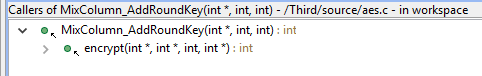 Callers of MixColumn_AddRoundKey(int *, int, int) - /Third/source/aes.c - in workspace
MixColumn_AddRoundKey(int *, int, int) : int
encrypt(int *, int *, int, int *) : int